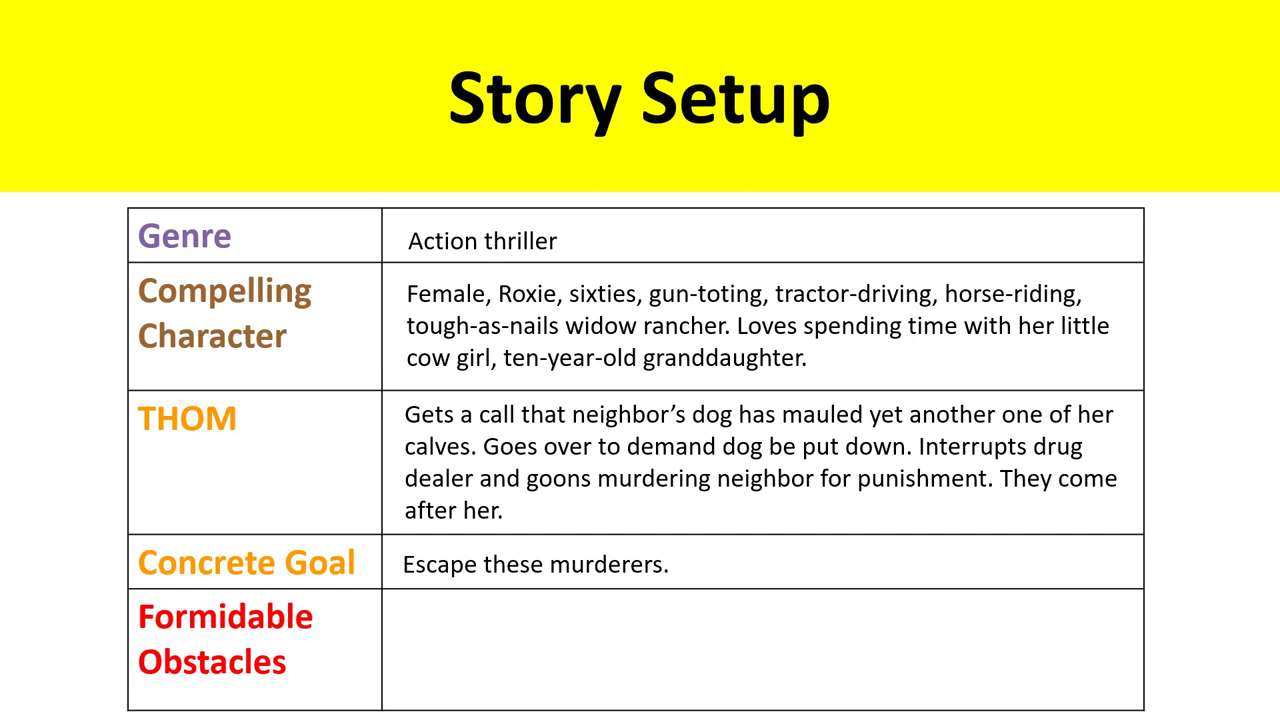 Story Setup
Genre
Action thriller
Compelling
Character
Female, Roxie, sixties, gun-toting, tractor-driving, horse-riding,
tough-as-nails widow rancher. Loves spending time with her little
cow girl, ten-year-old granddaughter.
THOM
Gets a call that neighbor’s dog has mauled yet another one of her
calves. Goes over to demand dog be put down. Interrupts drug
dealer and goons murdering neighbor for punishment. They come
after her.
Concrete Goal
Escape these murderers.
Formidable
Obstacles